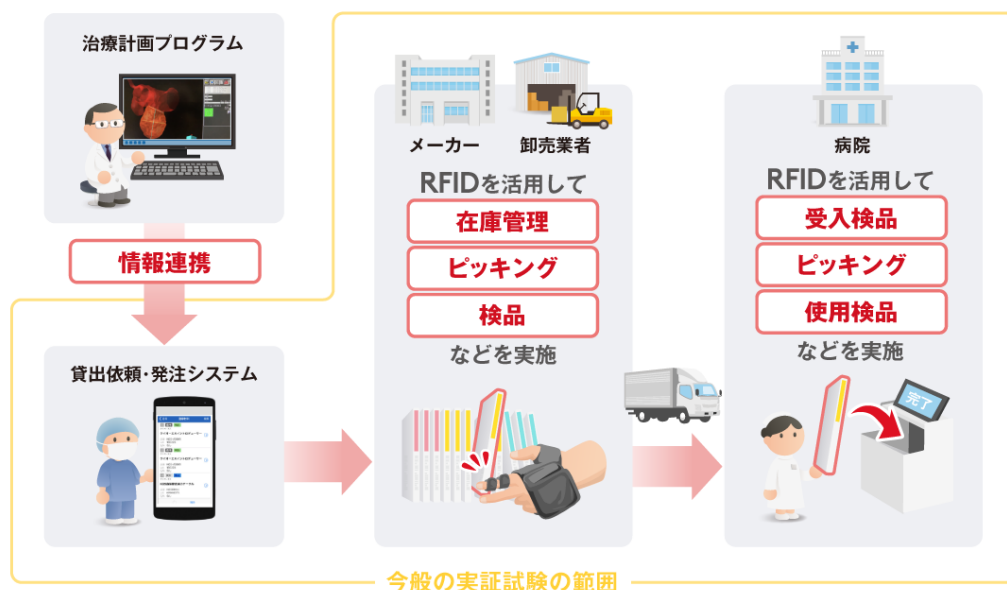 治療計画プログラム
情報連携
貸出依頼・発注システム
メーカー
卸売業者
RFIDを活用して
在庫管理
ピッキング
検品
などを実施
病院
RFIDを活用して
受入検品
ピッキング
使用検品
などを実施
完了
今般の実証試験の範囲